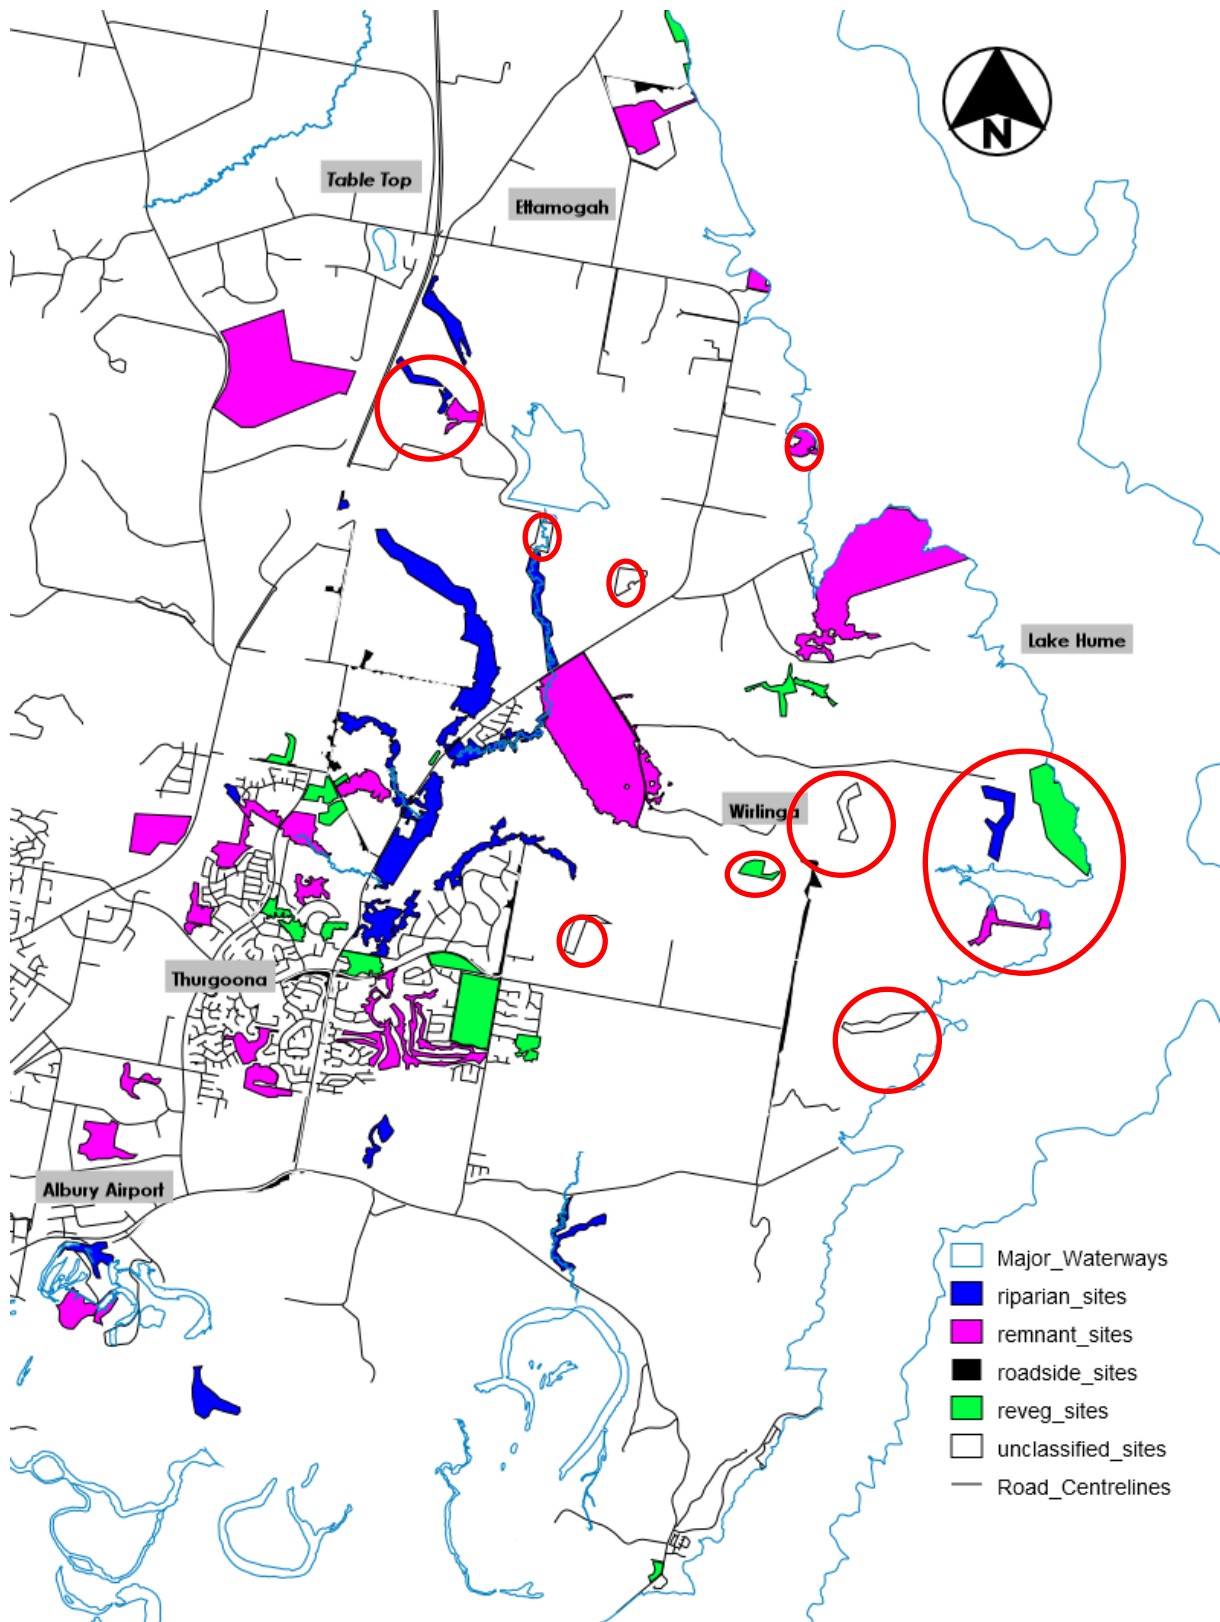 N
Table Top
Ettamogah
Lake Hume
Wirlinga
Thurgoona
Albury Airport
Major_Waterways
riparian_sites
remnant_sites
roadside_sites
reveg_sites
unclassified_sites
Road_Centrelines